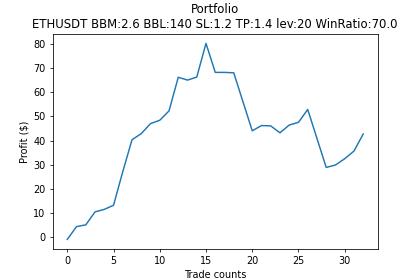 Portfolio
ETHUSDT BBM:2.6 BBL:140 SL:1.2 TP:1.4 lev:20 WinRatio:70.0
Profit ($)
80
70
60
50
40
30
20
10
0
0 5 10 15 20 25 30
Trade counts